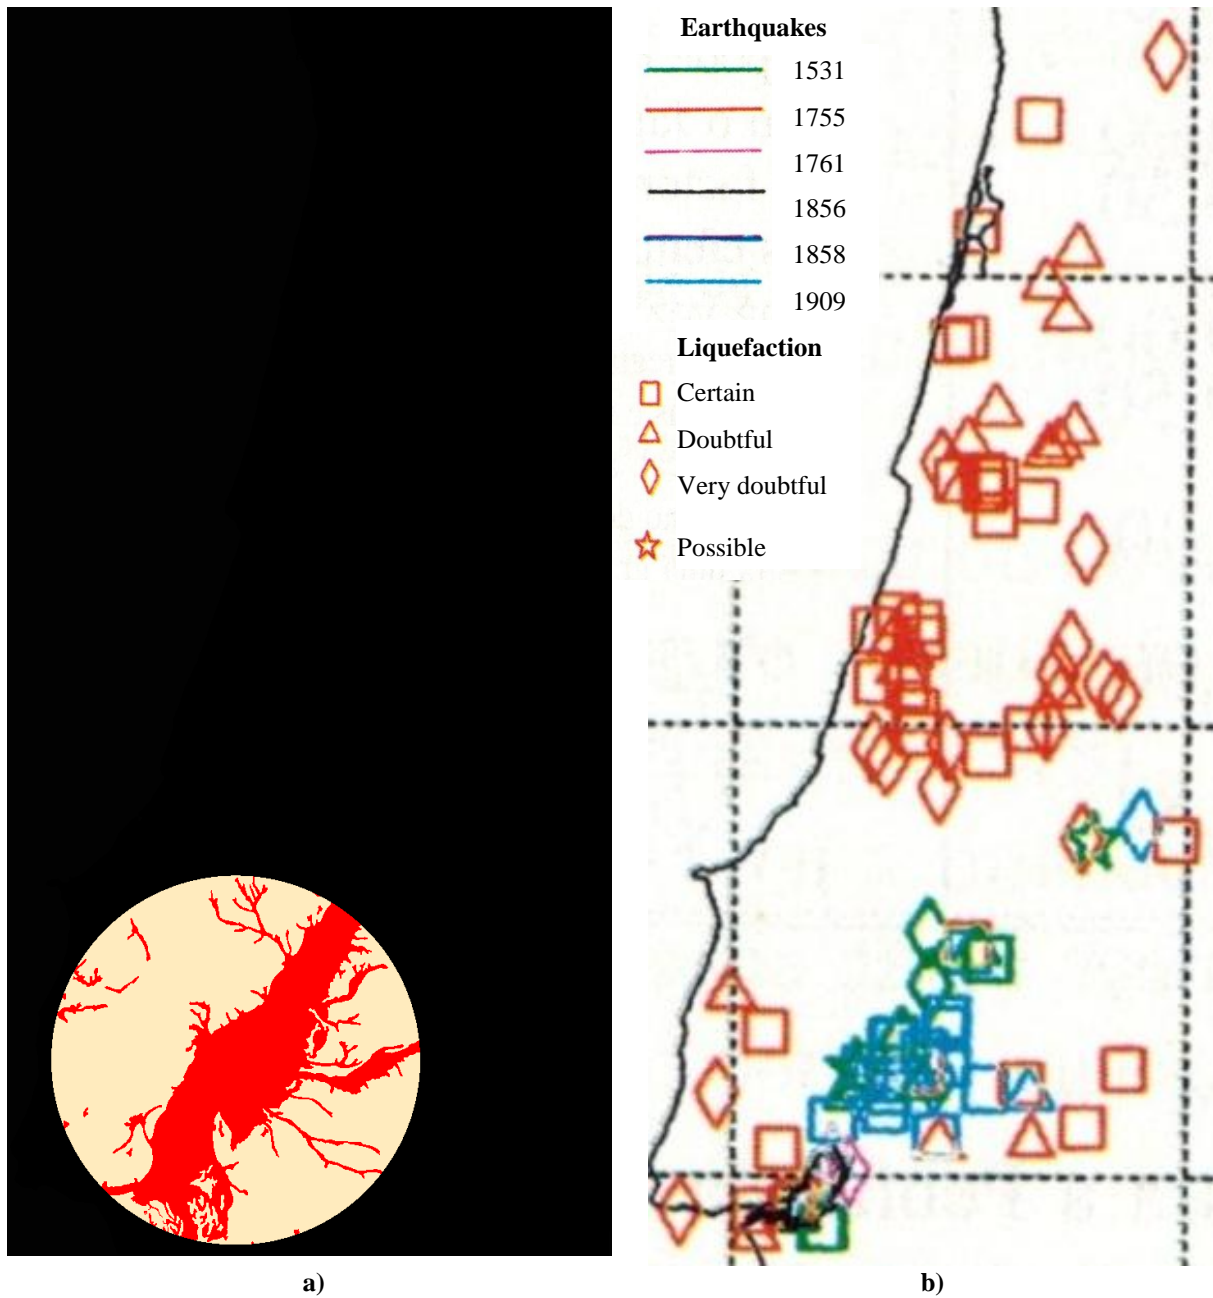 Earthquakes
1531
1755
1761
1856
1858
1909
Liquefaction
Certain
Doubtful
Very doubtful
Possible
a)
b)